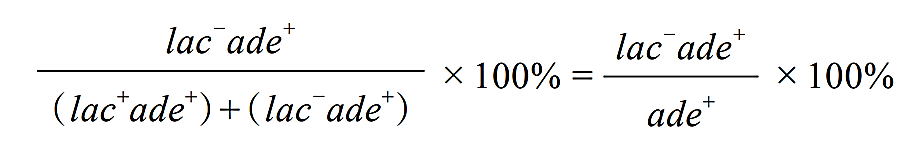 lac⁻ade⁺ / (lac⁺ade⁺)+(lac⁻ade⁺) × 100% = lac⁻ade⁺ / ade⁺ × 100%